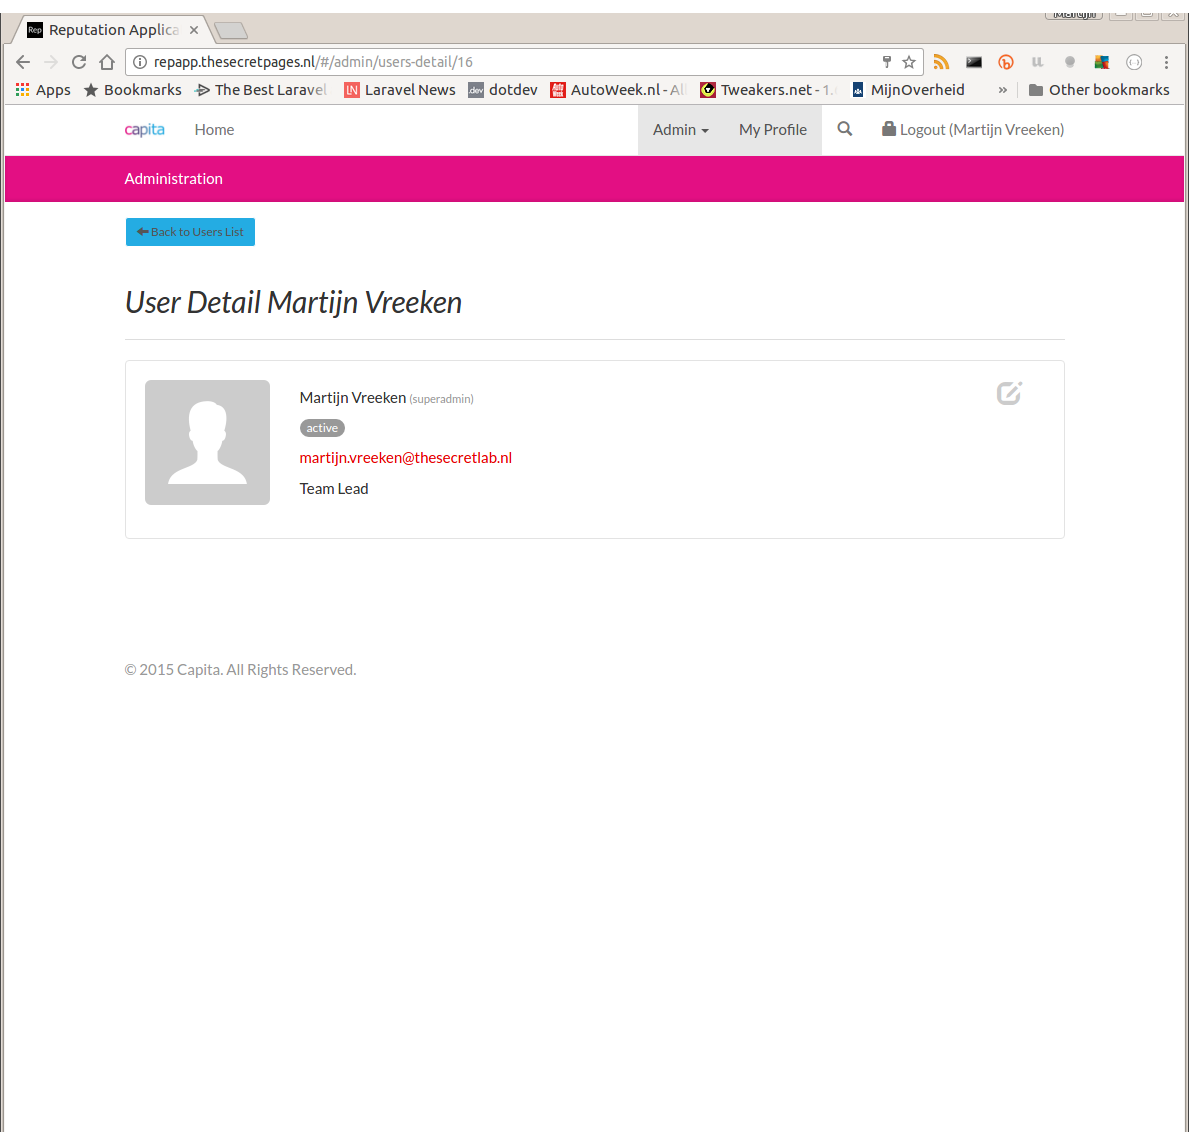 Martijn
Rep Reputation Applica
repapp.thesecretpages.nl/#/admin/users-detail/16
Apps Bookmarks The Best Laravel LN Laravel News .dev dotdev AutoWeek.nl - Al Tweakers.net - 1. MijnOverheid » Other bookmarks
capita Home Admin My Profile Logout (Martijn Vreeken)
Administration
Back to Users List
User Detail Martijn Vreeken
Martijn Vreeken (superadmin)
active
martijn.vreeken@thesecretlab.nl
Team Lead
© 2015 Capita. All Rights Reserved.